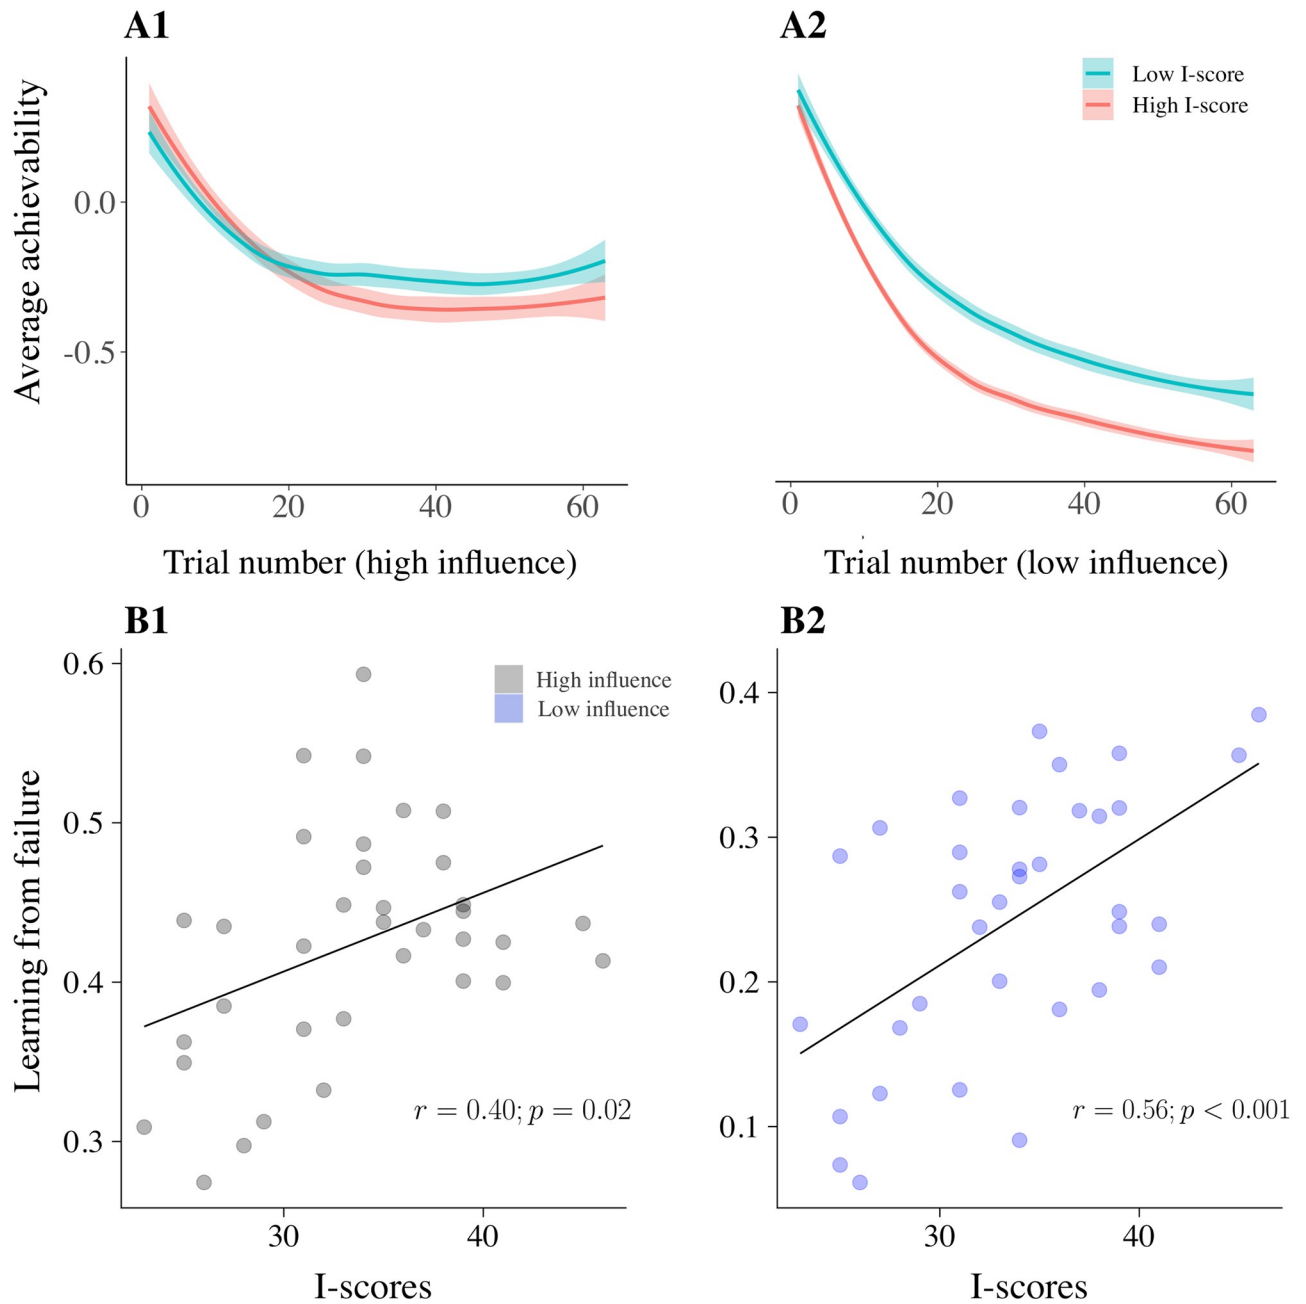 A1
A2
Low I-score
High I-score
Average achievability
0.0
-0.5
0
20
40
60
0
20
40
60
Trial number (high influence)
Trial number (low influence)
B1
B2
High influence
Low influence
Learning from failure
0.6
0.5
0.4
0.3
0.4
0.3
0.2
0.1
r = 0.40; p = 0.02
r = 0.56; p < 0.001
30
40
30
40
I-scores
I-scores